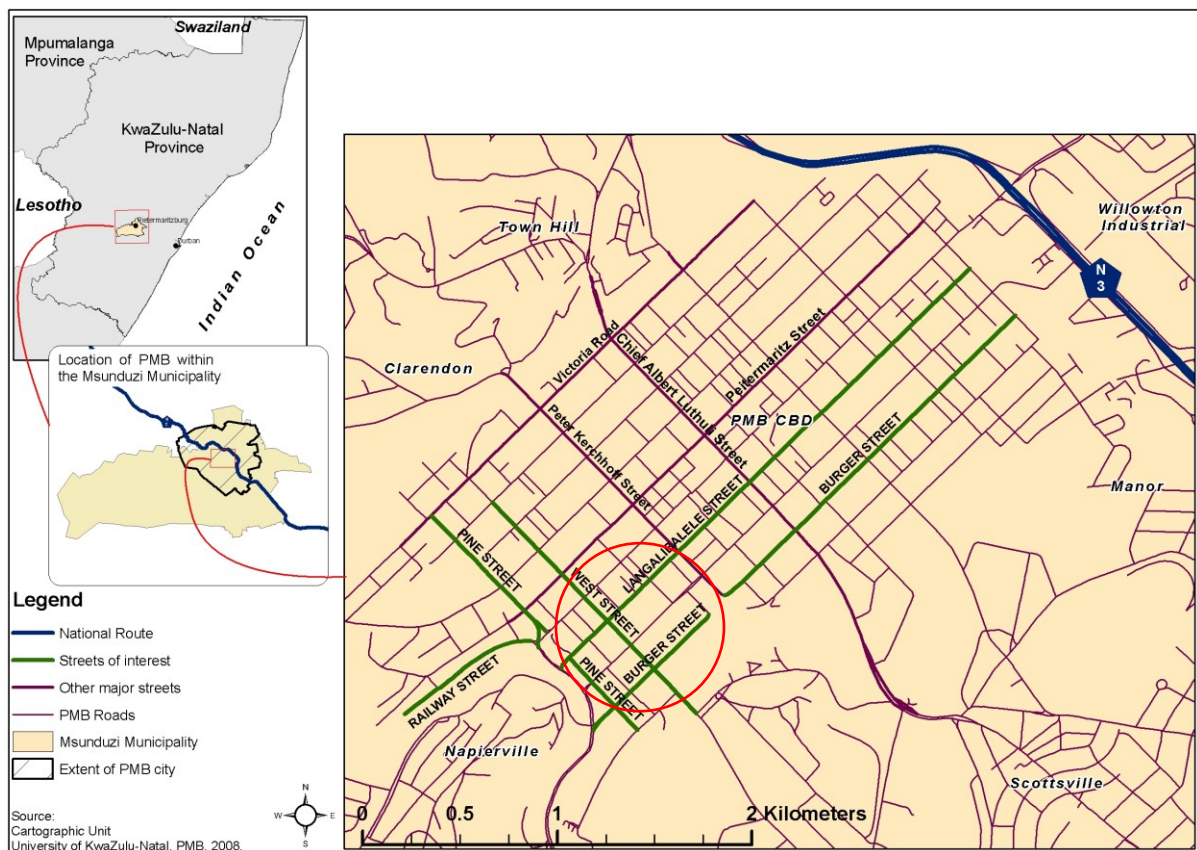 Swaziland
Mpumalanga
Province
KwaZulu-Natal
Province
Lesotho
Pietermaritzburg
Durban
Indian Ocean
Location of PMB within
the Msunduzi Municipality
Legend
National Route
Streets of interest
Other major streets
PMB Roads
Msunduzi Municipality
Extent of PMB city
Source:
Cartographic Unit
University of KwaZulu-Natal, PMB, 2008.
N
W
E
S
Town Hill
Willowton
Industrial
N
3
Clarendon
Victoria Road
Chief Albert Luthuli Street
Peitermaritz Street
Peter Kerchhoff Street
PMB CBD
LANGALIBALELE STREET
BURGER STREET
Manor
PINE STREET
WEST STREET
BURGER STREET
PINE STREET
RAILWAY STREET
Napierville
Scottsville
0 0.5 1 2 Kilometers